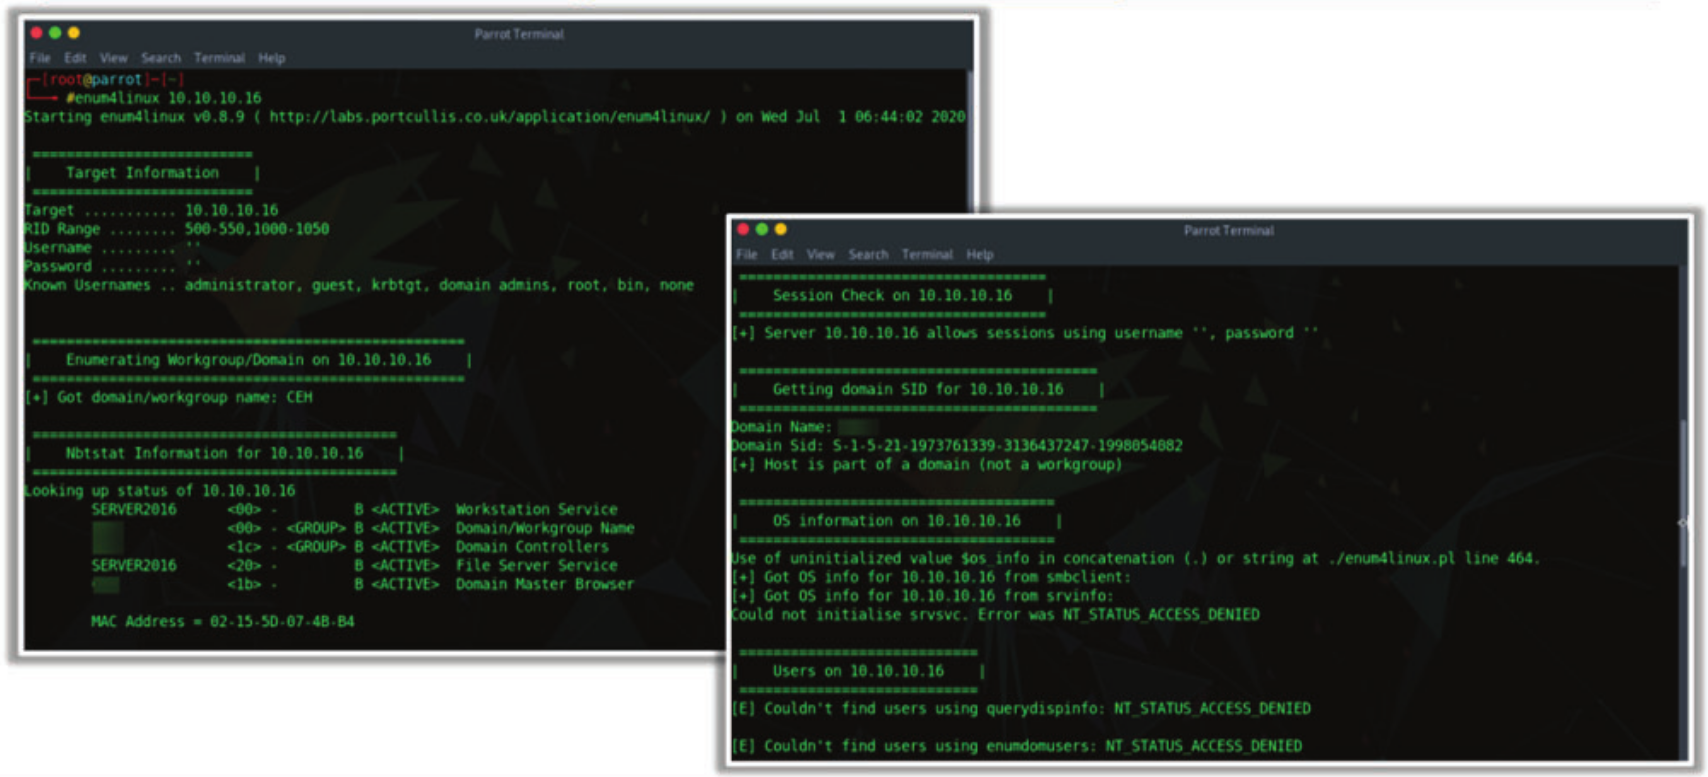 Parrot Terminal
File Edit View Search Terminal Help
[root@parrot]-[~]
#enum4linux 10.10.10.16
Starting enum4linux v0.8.9 ( http://labs.portcullis.co.uk/application/enum4linux/ ) on Wed Jul  1 06:44:02 2020
==========================
|    Target Information    |
==========================
Target ........... 10.10.10.16
RID Range ........ 500-550,1000-1050
Username ......... ''
Password ......... ''
Known Usernames .. administrator, guest, krbtgt, domain admins, root, bin, none
===================================================
|    Enumerating Workgroup/Domain on 10.10.10.16    |
===================================================
[+] Got domain/workgroup name: CEH
===========================================
|    Nbtstat Information for 10.10.10.16    |
===========================================
Looking up status of 10.10.10.16
SERVER2016      <00> -         B <ACTIVE>  Workstation Service
<00> - <GROUP> B <ACTIVE>  Domain/Workgroup Name
<1c> - <GROUP> B <ACTIVE>  Domain Controllers
SERVER2016      <20> -         B <ACTIVE>  File Server Service
<1b> -         B <ACTIVE>  Domain Master Browser
MAC Address = 02-15-5D-07-4B-B4
Parrot Terminal
File Edit View Search Terminal Help
====================================
|    Session Check on 10.10.10.16    |
====================================
[+] Server 10.10.10.16 allows sessions using username '', password ''
==========================================
|    Getting domain SID for 10.10.10.16    |
==========================================
Domain Name:
Domain Sid: S-1-5-21-1973761339-3136437247-1998054082
[+] Host is part of a domain (not a workgroup)
=====================================
|    OS information on 10.10.10.16    |
=====================================
Use of uninitialized value $os_info in concatenation (.) or string at ./enum4linux.pl line 464.
[+] Got OS info for 10.10.10.16 from smbclient:
[+] Got OS info for 10.10.10.16 from srvinfo:
Could not initialise srvsvc. Error was NT_STATUS_ACCESS_DENIED
============================
|    Users on 10.10.10.16    |
============================
[E] Couldn't find users using querydispinfo: NT_STATUS_ACCESS_DENIED
[E] Couldn't find users using enumdomusers: NT_STATUS_ACCESS_DENIED